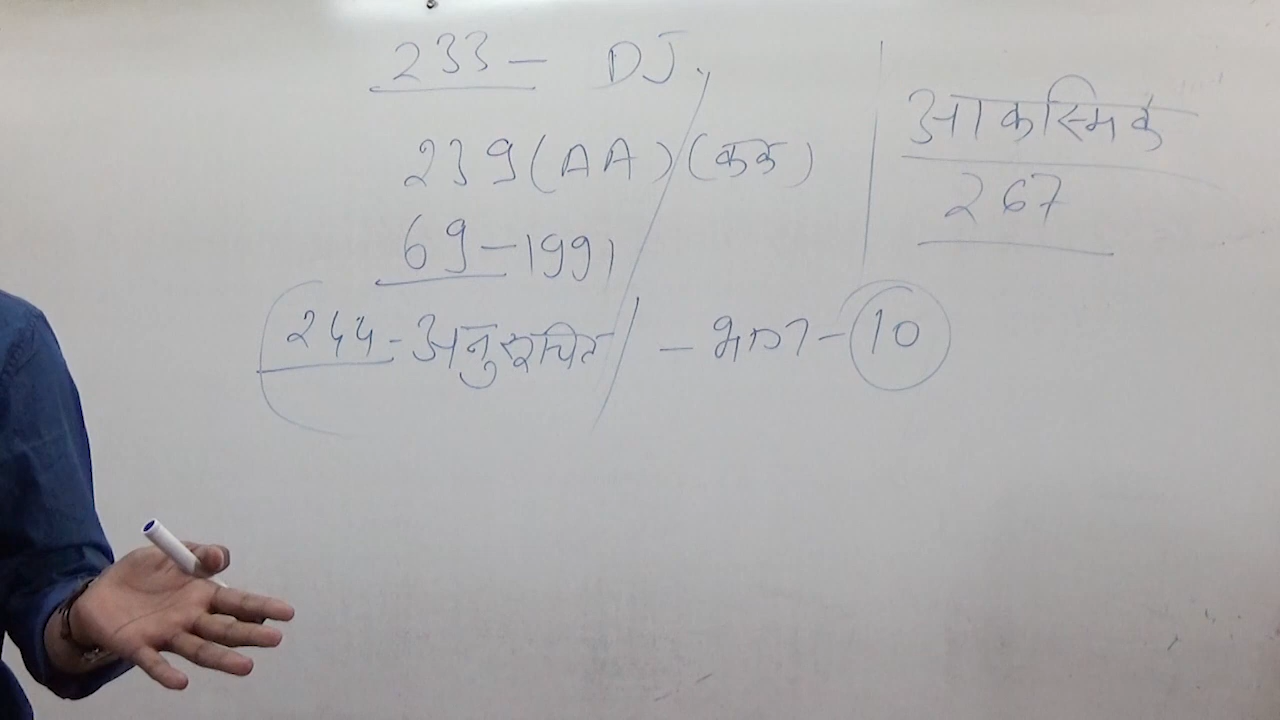 233 - DJ.
239 (AA) (कक)
69 - 1991
244 - अनुसूचित / - भाग - 10
आकस्मिक
267